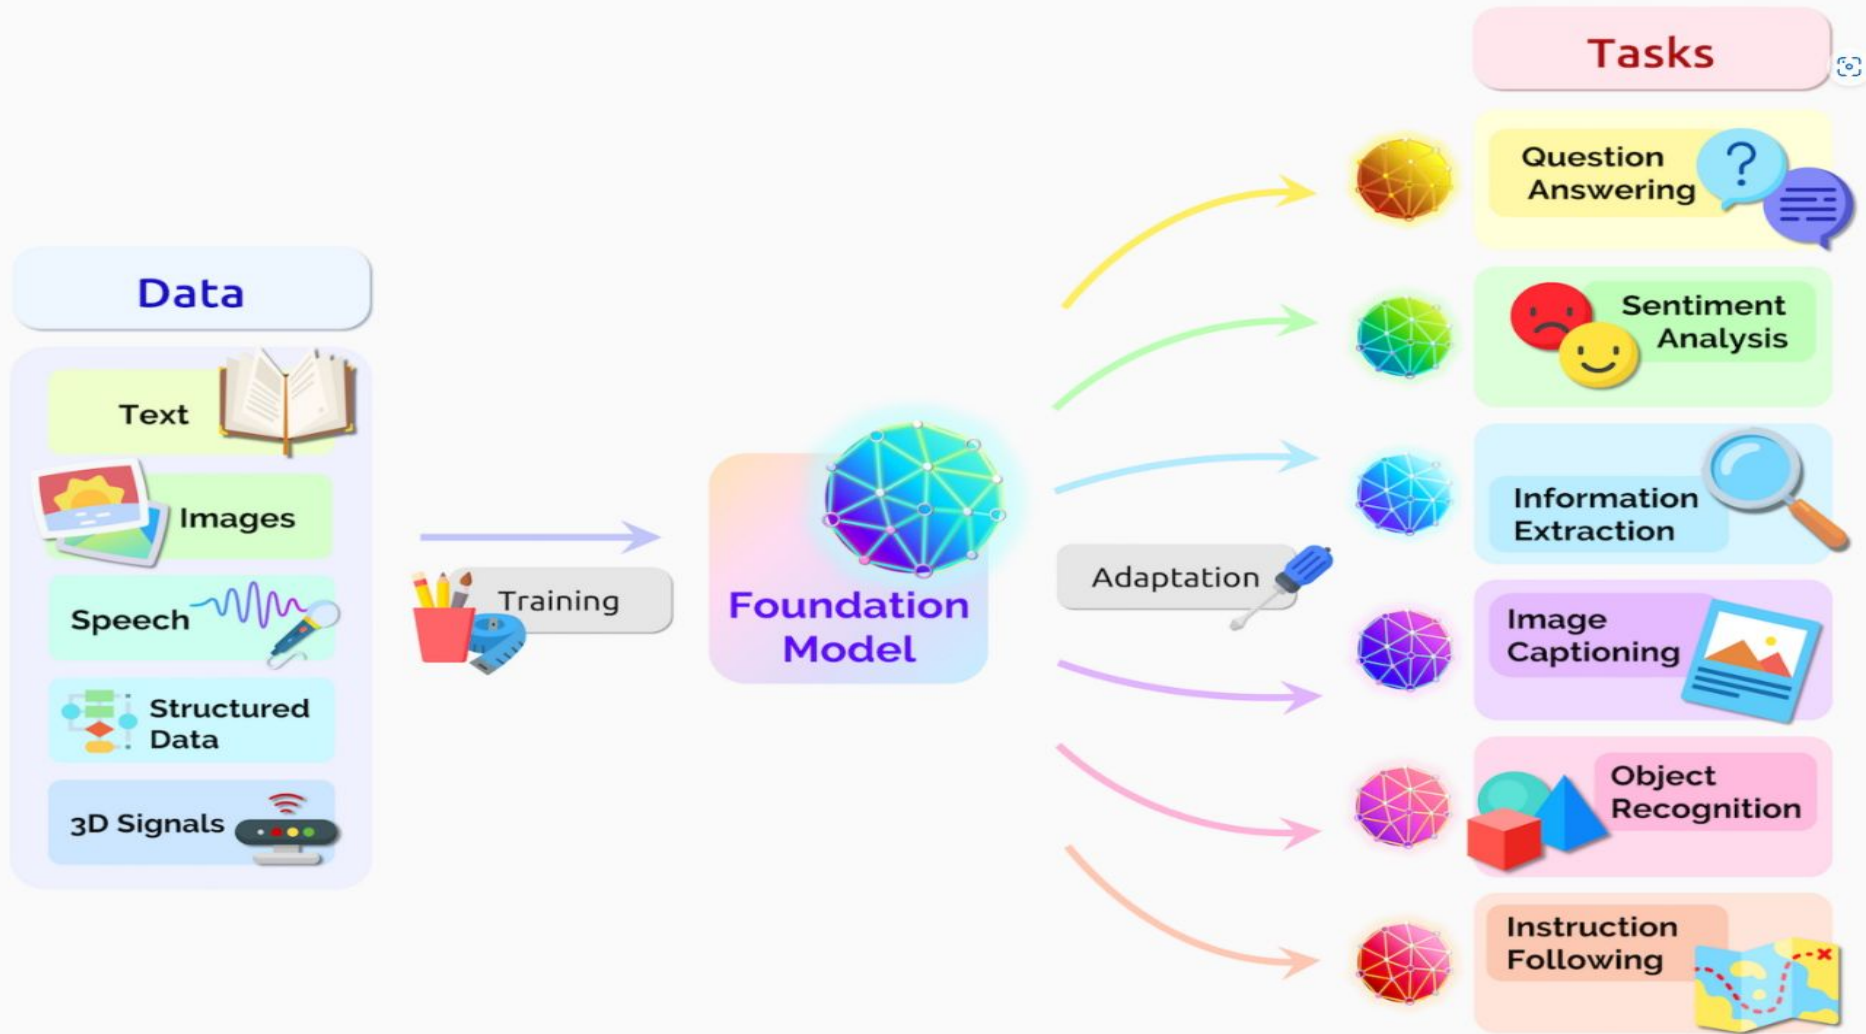 Data
Text
Images
Speech
Structured
Data
3D Signals
Training
Foundation
Model
Adaptation
Tasks
Question
Answering
?
Sentiment
Analysis
Information
Extraction
Image
Captioning
Object
Recognition
Instruction
Following